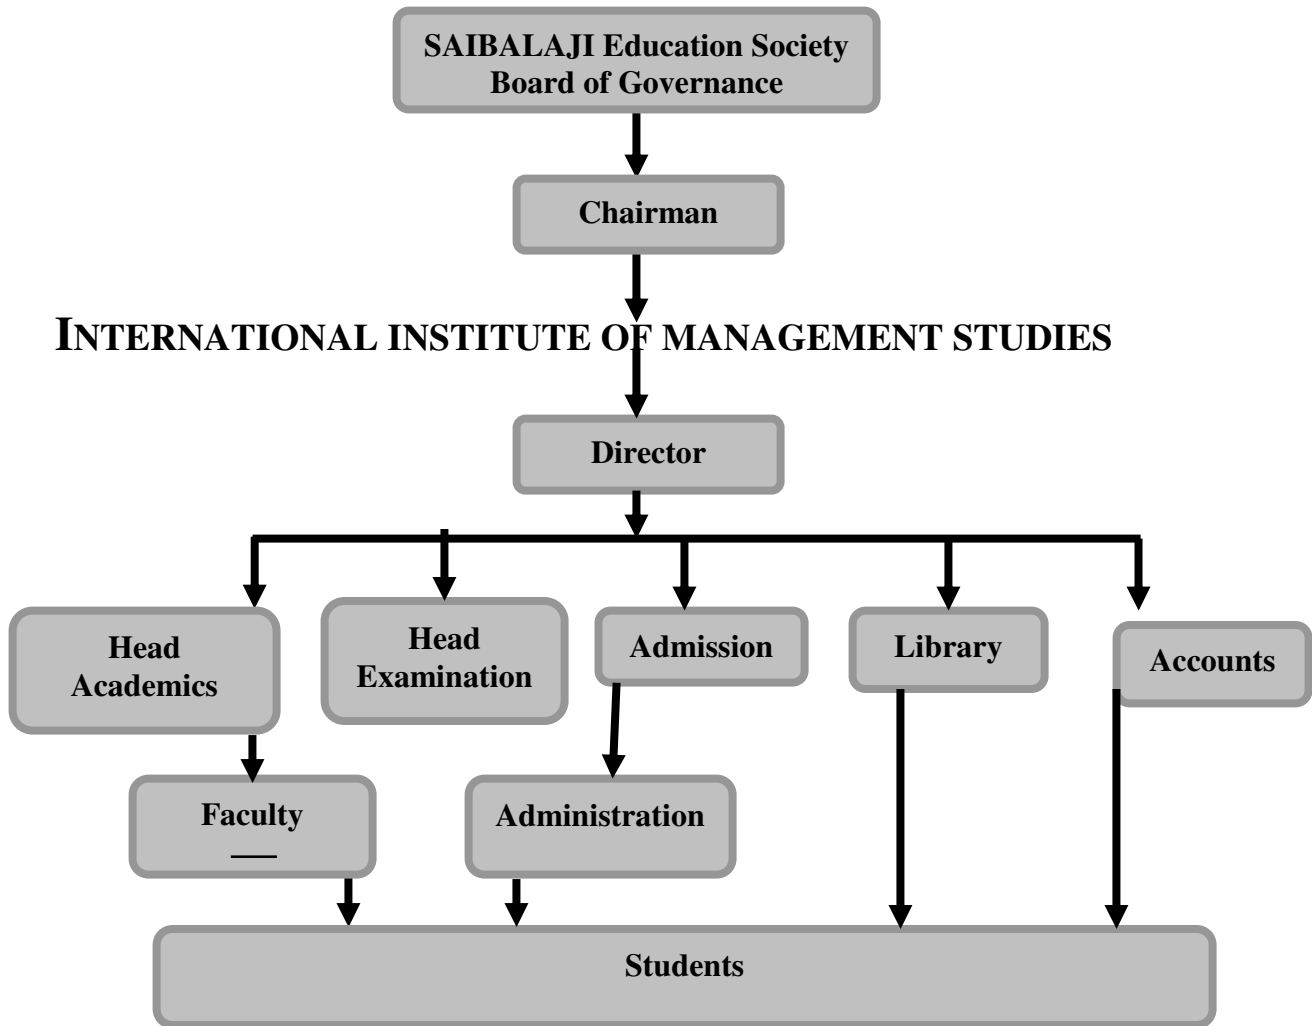 SAIBALAJI Education Society
Board of Governance
Chairman
INTERNATIONAL INSTITUTE OF MANAGEMENT STUDIES
Director
Head
Academics
Head
Examination
Admission
Library
Accounts
Faculty
Administration
Students